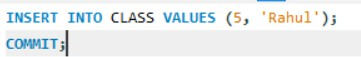 INSERT INTO CLASS VALUES (5, 'Rahul');
COMMIT;